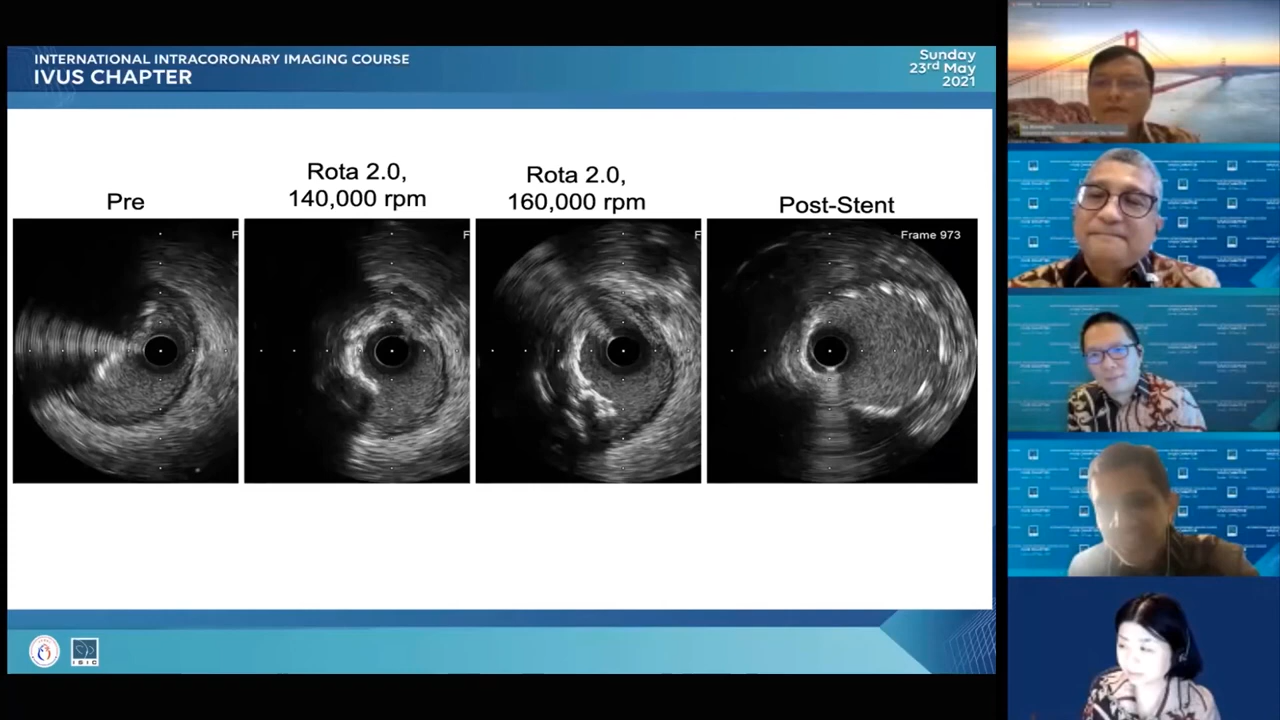 INTERNATIONAL INTRACORONARY IMAGING COURSE
IVUS CHAPTER
Sunday
23rd May
2021
Pre
Rota 2.0,
140,000 rpm
Rota 2.0,
160,000 rpm
Post-Stent
F
F
F
Frame 973
ISIC